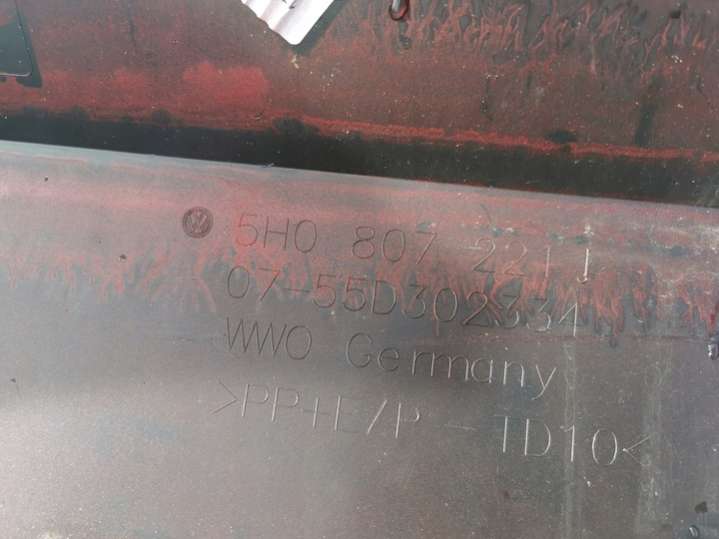 5H0 807 221 J
07-55D302334
WWO Germany
>PP+E/P - TD10<